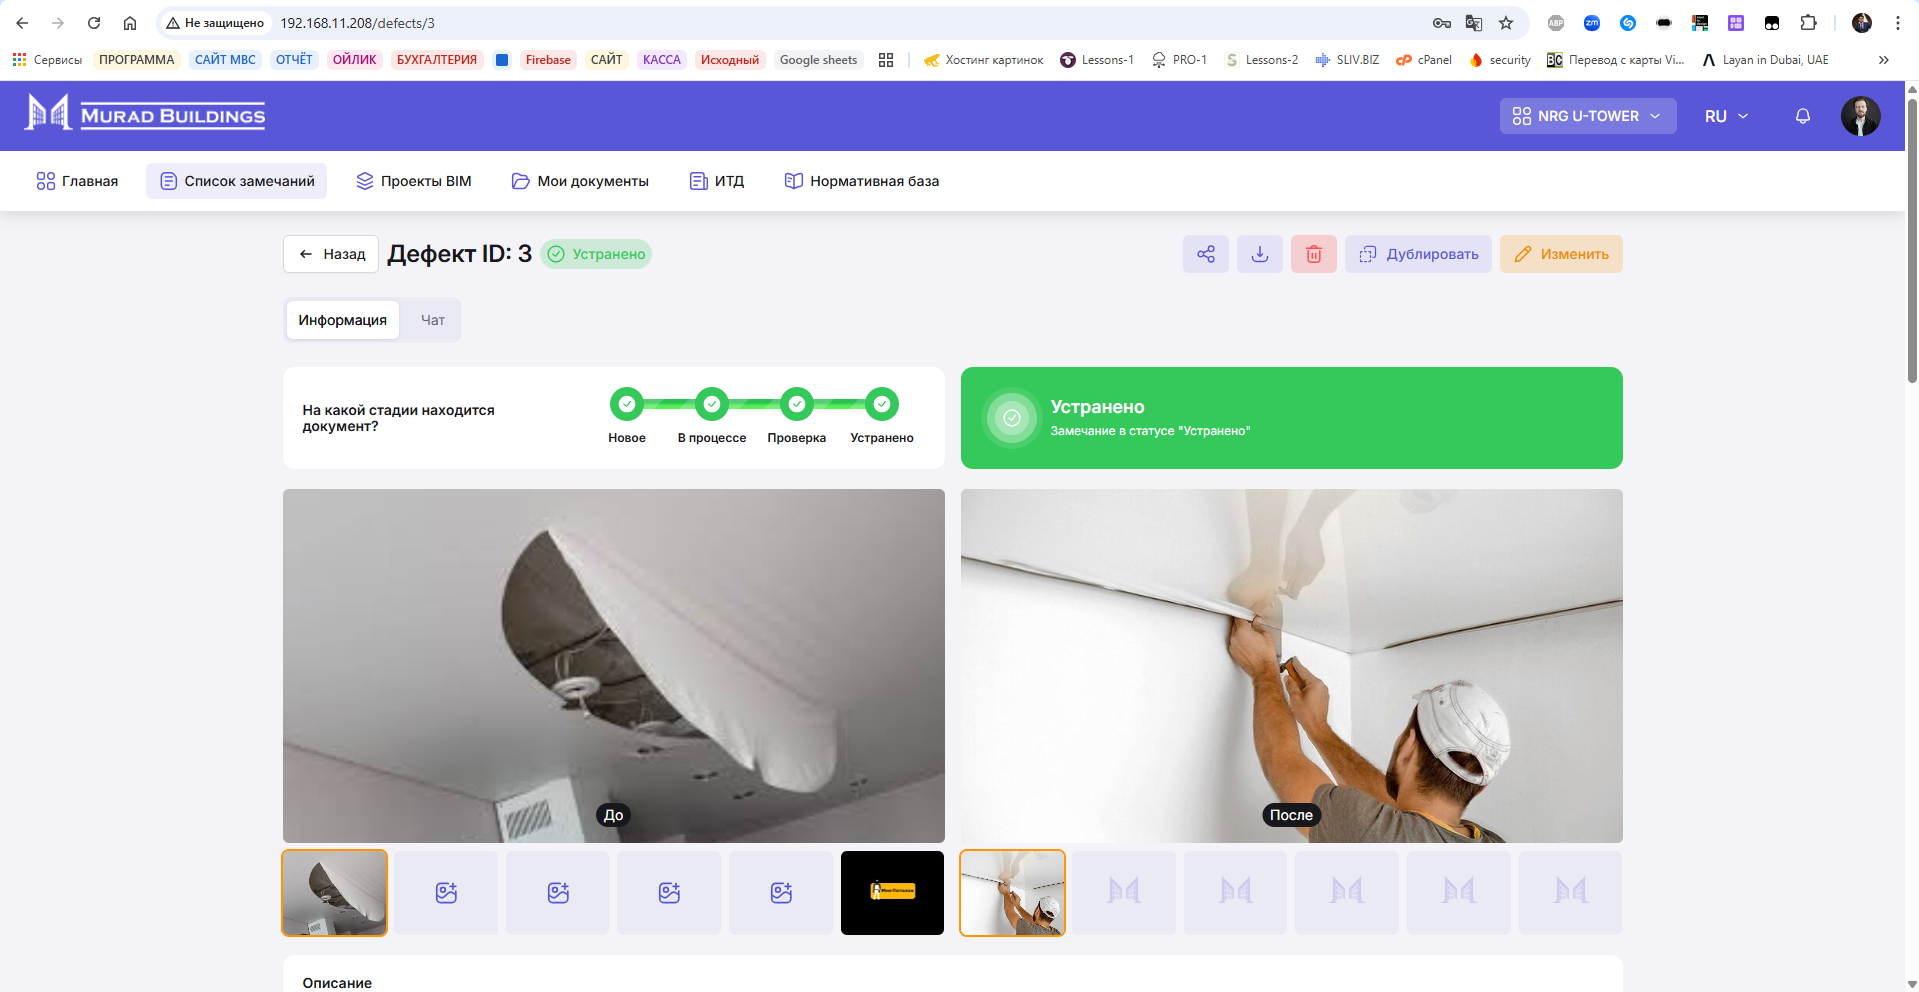 Не защищено
192.168.11.208/defects/3
ABP
zm
Сервисы
ПРОГРАММА
САЙТ МВС
ОТЧЁТ
ОЙЛИК
БУХГАЛТЕРИЯ
Firebase
САЙТ
КАССА
Исходный
Google sheets
Хостинг картинок
Lessons-1
PRO-1
S Lessons-2
SLIV.BIZ
cP cPanel
security
Перевод с карты Vi...
Layan in Dubai, UAE
MURAD BUILDINGS
NRG U-TOWER
RU
Главная
Список замечаний
Проекты BIM
Мои документы
ИТД
Нормативная база
Назад
Дефект ID: 3
Устранено
Дублировать
Изменить
Информация
Чат
На какой стадии находится
документ?
Новое
В процессе
Проверка
Устранено
Устранено
Замечание в статусе "Устранено"
До
После
Описание